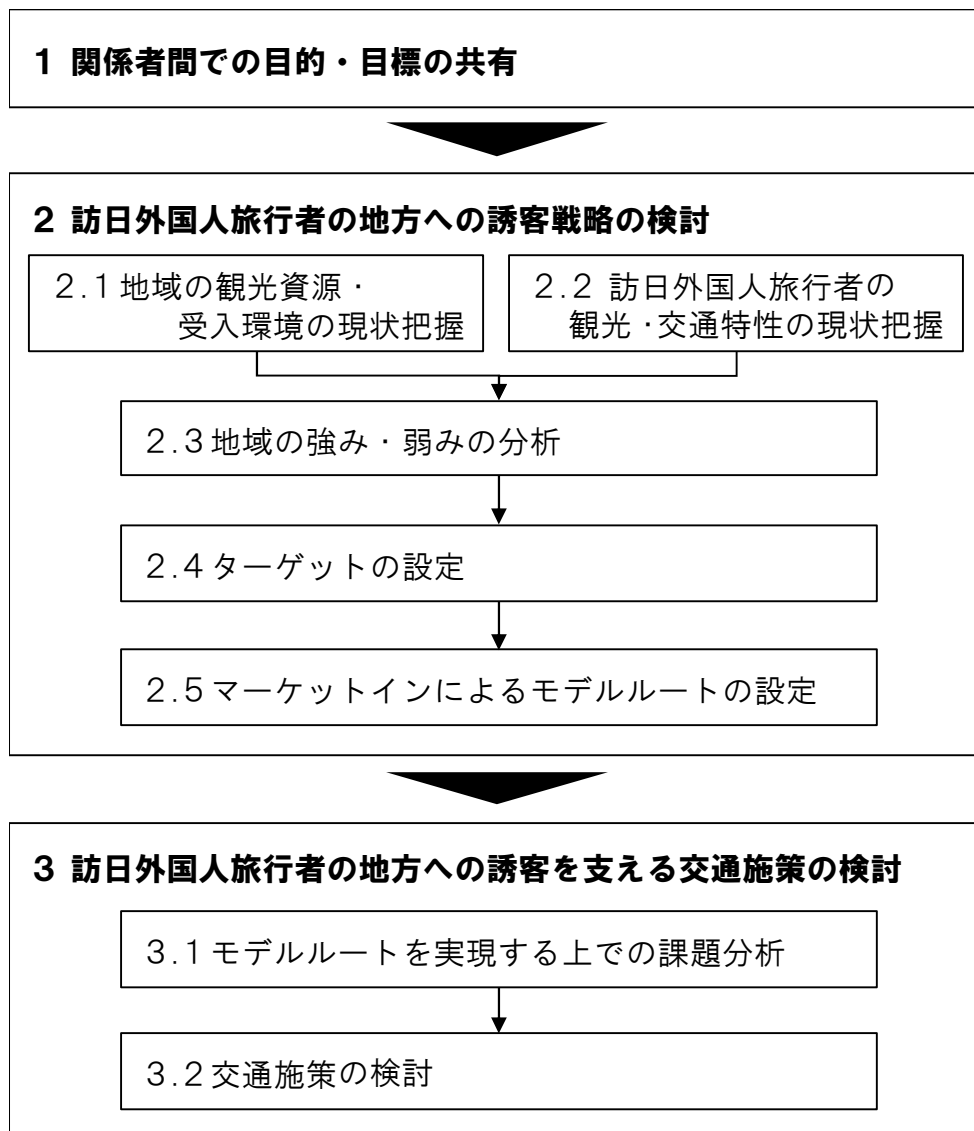 1 関係者間での目的・目標の共有
2 訪日外国人旅行者の地方への誘客戦略の検討
2.1地域の観光資源・
受入環境の現状把握
2.2 訪日外国人旅行者の
観光・交通特性の現状把握
2.3地域の強み・弱みの分析
2.4ターゲットの設定
2.5マーケットインによるモデルルートの設定
3 訪日外国人旅行者の地方への誘客を支える交通施策の検討
3.1モデルルートを実現する上での課題分析
3.2交通施策の検討